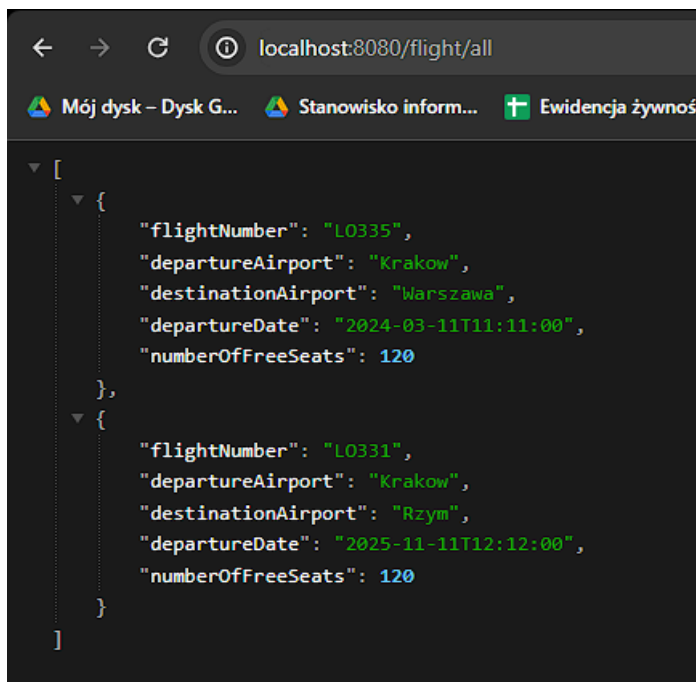 localhost:8080/flight/all
Mój dysk – Dysk G... Stanowisko inform... Ewidencja żywnoś
[
{
"flightNumber": "LO335",
"departureAirport": "Krakow",
"destinationAirport": "Warszawa",
"departureDate": "2024-03-11T11:11:00",
"numberOfFreeSeats": 120
},
{
"flightNumber": "LO331",
"departureAirport": "Krakow",
"destinationAirport": "Rzym",
"departureDate": "2025-11-11T12:12:00",
"numberOfFreeSeats": 120
}
]